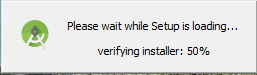 Please wait while Setup is loading...
verifying installer: 50%